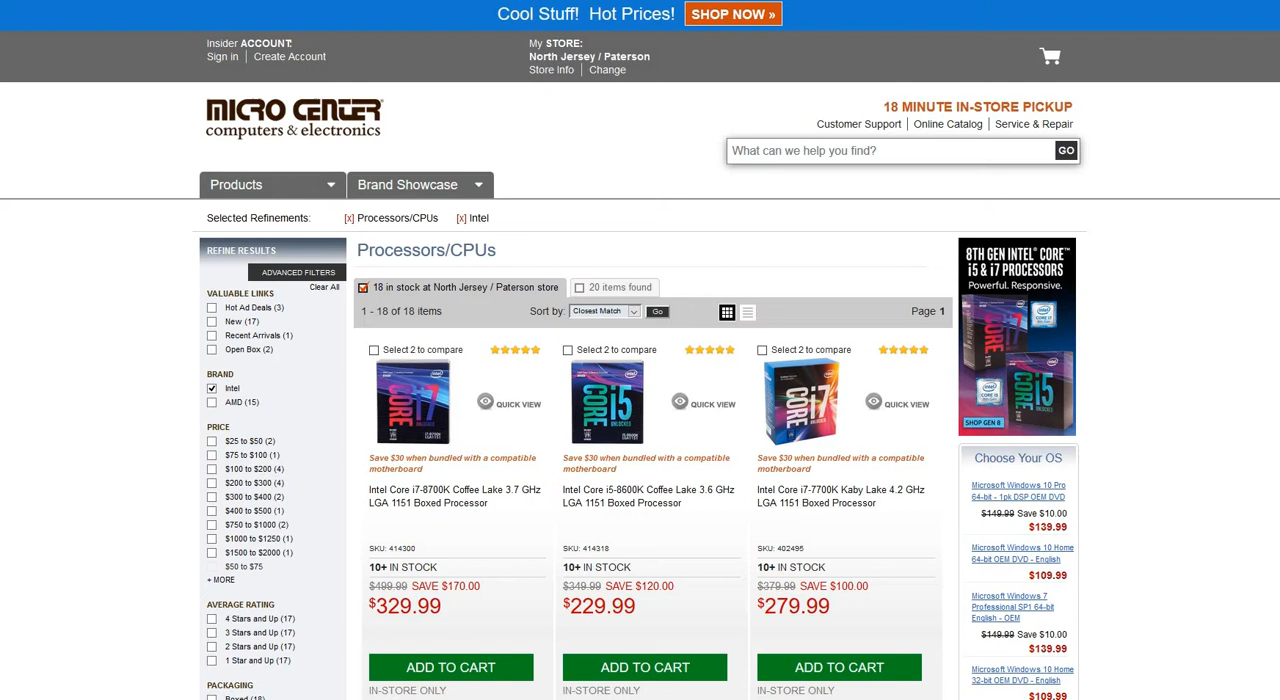 Cool Stuff! Hot Prices! SHOP NOW »
Insider ACCOUNT:
Sign in | Create Account
My STORE:
North Jersey / Paterson
Store Info | Change
MICRO CENTER
computers & electronics
18 MINUTE IN-STORE PICKUP
Customer Support | Online Catalog | Service & Repair
What can we help you find? GO
Products Brand Showcase
Selected Refinements: [x] Processors/CPUs [x] Intel
REFINE RESULTS
ADVANCED FILTERS
Clear All
VALUABLE LINKS
Hot Ad Deals (3)
New (17)
Recent Arrivals (1)
Open Box (2)
BRAND
Intel
AMD (15)
PRICE
$25 to $50 (2)
$75 to $100 (1)
$100 to $200 (4)
$200 to $300 (4)
$300 to $400 (2)
$400 to $500 (1)
$750 to $1000 (2)
$1000 to $1250 (1)
$1500 to $2000 (1)
$50 to $75
+ MORE
AVERAGE RATING
4 Stars and Up (17)
3 Stars and Up (17)
2 Stars and Up (17)
1 Star and Up (17)
PACKAGING
Boxed (18)
Processors/CPUs
18 in stock at North Jersey / Paterson store 20 items found
1 - 18 of 18 items Sort by: Closest Match Go Page 1
Select 2 to compare
CORE i7
UNLOCKED
QUICK VIEW
Save $30 when bundled with a compatible
motherboard
Intel Core i7-8700K Coffee Lake 3.7 GHz
LGA 1151 Boxed Processor
SKU: 414300
10+ IN STOCK
$499.99 SAVE $170.00
$329.99
ADD TO CART
IN-STORE ONLY
Select 2 to compare
CORE i5
UNLOCKED
QUICK VIEW
Save $30 when bundled with a compatible
motherboard
Intel Core i5-8600K Coffee Lake 3.6 GHz
LGA 1151 Boxed Processor
SKU: 414318
10+ IN STOCK
$349.99 SAVE $120.00
$229.99
ADD TO CART
IN-STORE ONLY
Select 2 to compare
CORE i7
QUICK VIEW
Save $30 when bundled with a compatible
motherboard
Intel Core i7-7700K Kaby Lake 4.2 GHz
LGA 1151 Boxed Processor
SKU: 402495
10+ IN STOCK
$379.99 SAVE $100.00
$279.99
ADD TO CART
IN-STORE ONLY
8TH GEN INTEL® CORE™
i5 & i7 PROCESSORS
Powerful. Responsive.
CORE i7
CORE i5
SHOP GEN 8
Choose Your OS
Microsoft Windows 10 Pro
64-bit - 1pk DSP OEM DVD
$149.99 Save $10.00
$139.99
Microsoft Windows 10 Home
64-bit OEM DVD - English
$109.99
Microsoft Windows 7
Professional SP1 64-bit
English - OEM
$149.99 Save $10.00
$139.99
Microsoft Windows 10 Home
32-bit OEM DVD - English
$109.99